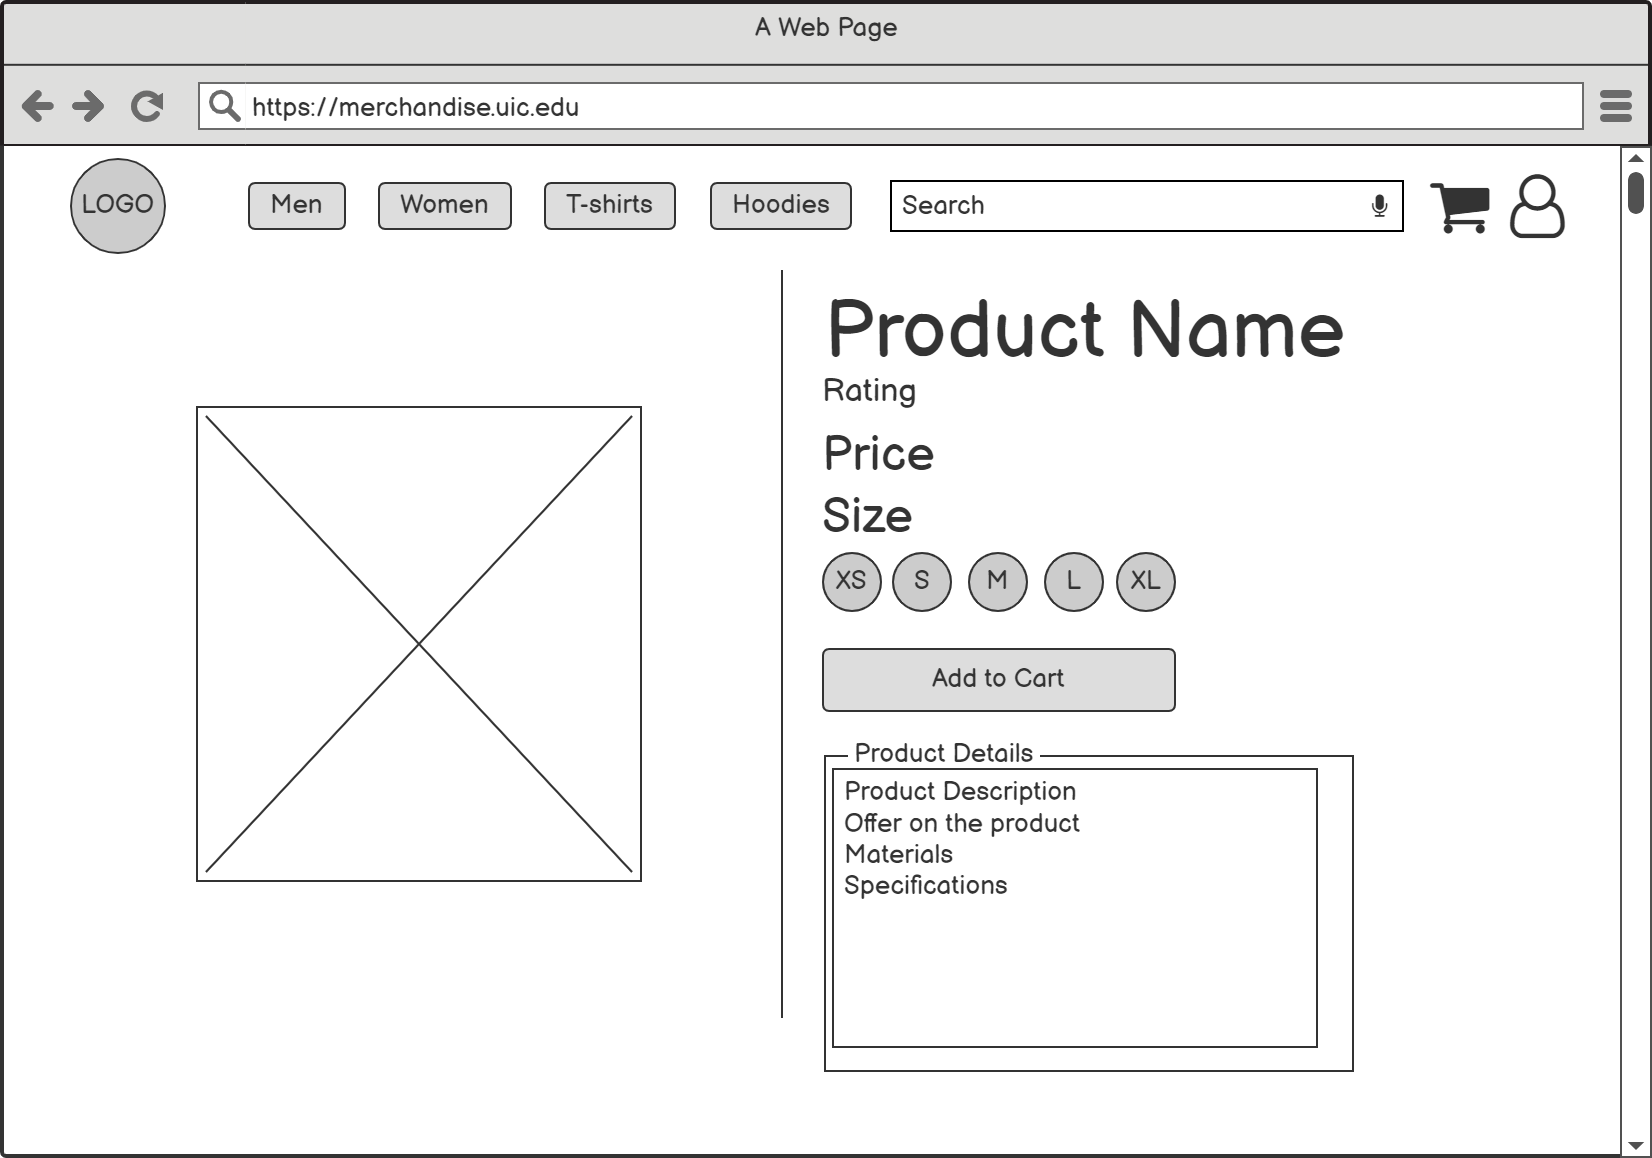 A Web Page
https://merchandise.uic.edu
LOGO
Men
Women
T-shirts
Hoodies
Search
Product Name
Rating
Price
Size
XS
S
M
L
XL
Add to Cart
Product Details
Product Description
Offer on the product
Materials
Specifications